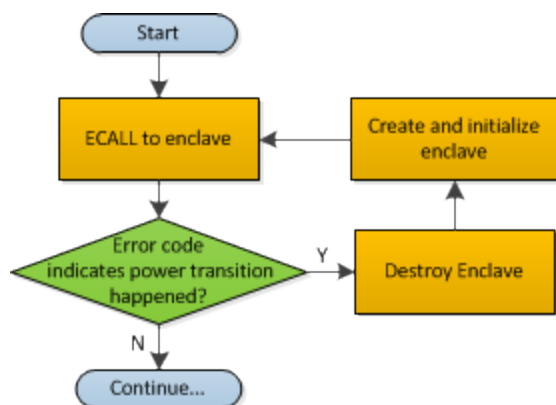 Start
ECALL to enclave
Create and initialize
enclave
Error code
indicates power transition
happened?
Y
Destroy Enclave
N
Continue...